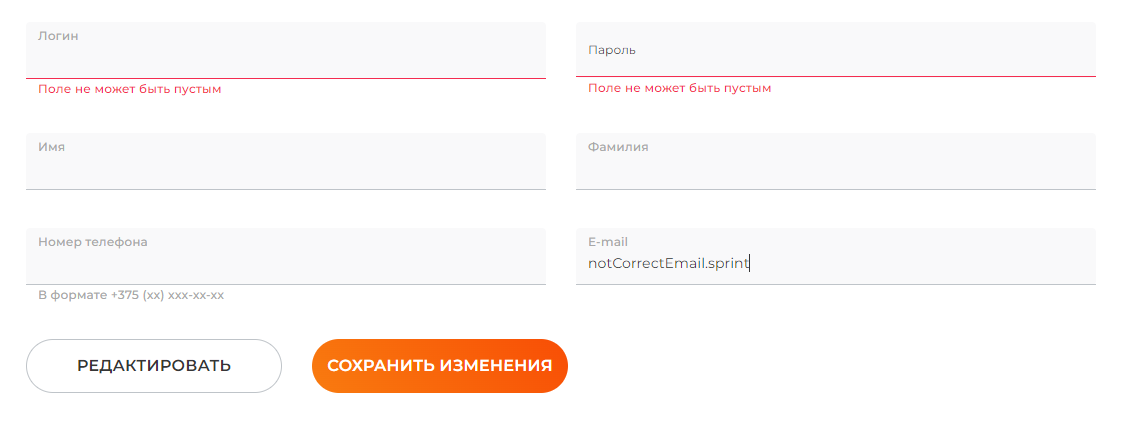 Логин
Пароль
Поле не может быть пустым
Поле не может быть пустым
Имя
Фамилия
Номер телефона
E-mail
notCorrectEmail.sprint
В формате +375 (xx) xxx-xx-xx
РЕДАКТИРОВАТЬ
СОХРАНИТЬ ИЗМЕНЕНИЯ